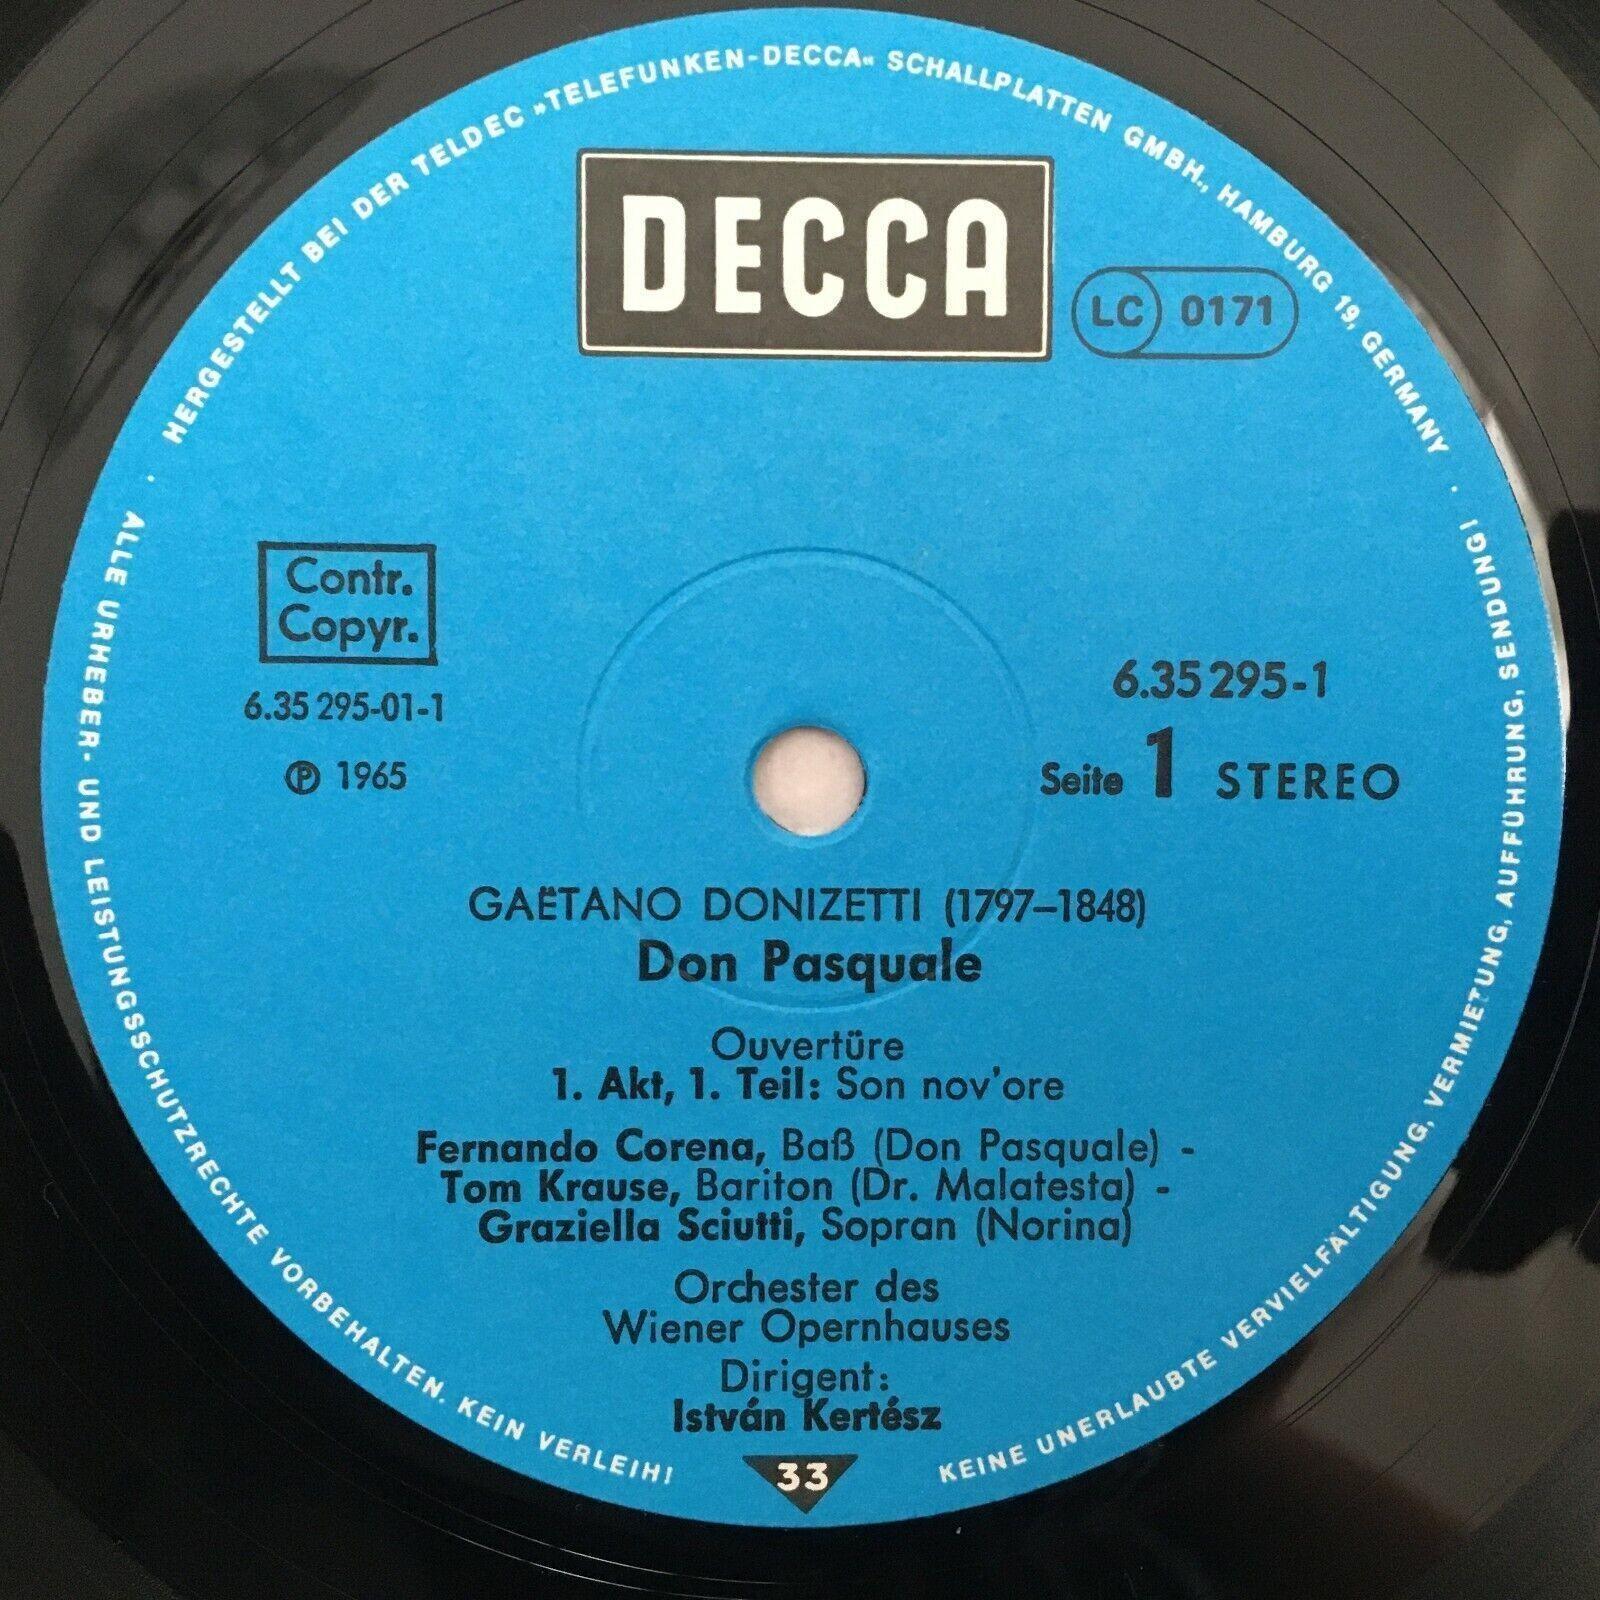 HERGESTELLT BEI DER TELDEC »TELEFUNKEN-DECCA« SCHALLPLATTEN GMBH., HAMBURG 19, GERMANY ·
DECCA
LC 0171
Contr.
Copyr.
6.35 295-01-1
℗ 1965
6.35 295-1
Seite 1 STEREO
GAËTANO DONIZETTI (1797–1848)
Don Pasquale
Ouvertüre
1. Akt, 1. Teil: Son nov'ore
Fernando Corena, Baß (Don Pasquale) -
Tom Krause, Bariton (Dr. Malatesta) -
Graziella Sciutti, Sopran (Norina)
Orchester des
Wiener Opernhauses
Dirigent:
István Kertész
33
· ALLE URHEBER- UND LEISTUNGSSCHUTZRECHTE VORBEHALTEN. KEIN VERLEIH!
KEINE UNERLAUBTE VERVIELFÄLTIGUNG, VERMIETUNG, AUFFÜHRUNG, SENDUNG!